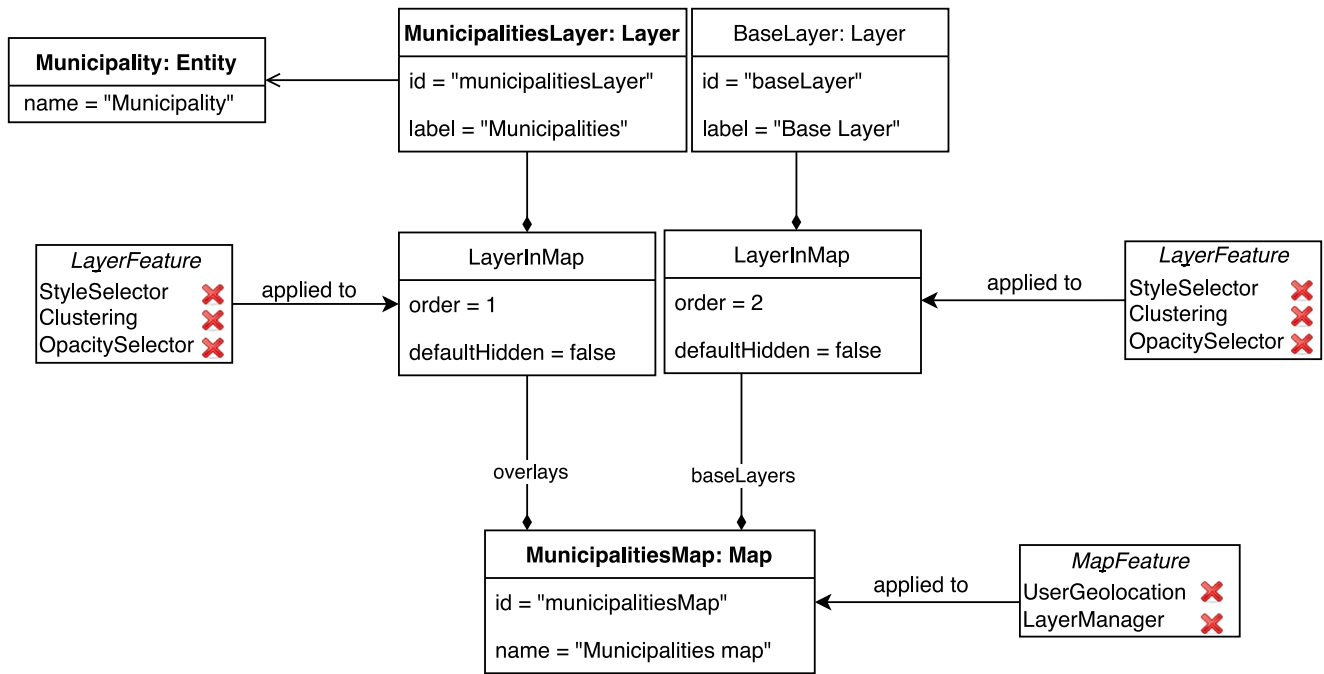 MunicipalitiesLayer: Layer
id = "municipalitiesLayer"
label = "Municipalities"
BaseLayer: Layer
id = "baseLayer"
label = "Base Layer"
Municipality: Entity
name = "Municipality"
LayerFeature
StyleSelector
Clustering
OpacitySelector
applied to
LayerInMap
order = 1
defaultHidden = false
LayerInMap
order = 2
defaultHidden = false
applied to
LayerFeature
StyleSelector
Clustering
OpacitySelector
overlays
baseLayers
MunicipalitiesMap: Map
id = "municipalitiesMap"
name = "Municipalities map"
applied to
MapFeature
UserGeolocation
LayerManager